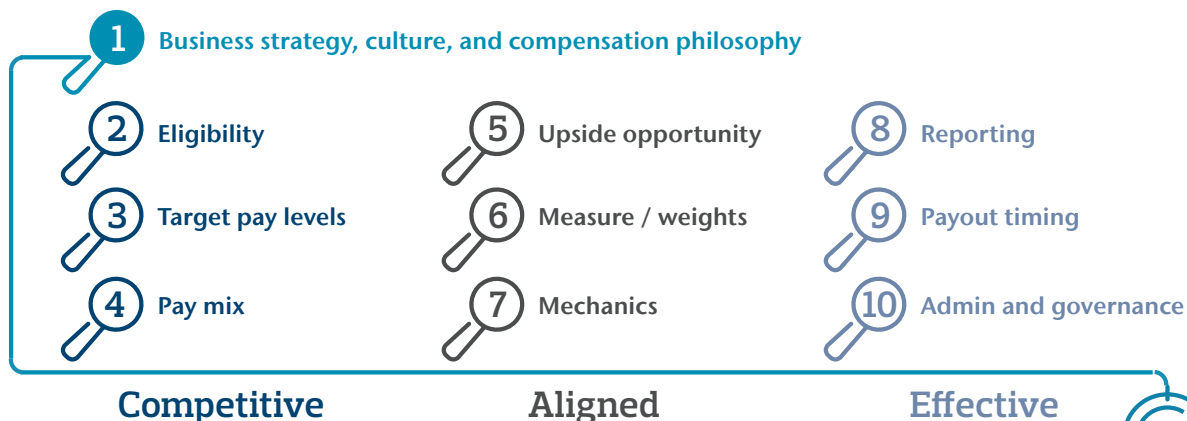 1 Business strategy, culture, and compensation philosophy
2 Eligibility
5 Upside opportunity
8 Reporting
3 Target pay levels
6 Measure / weights
9 Payout timing
4 Pay mix
7 Mechanics
10 Admin and governance
Competitive
Aligned
Effective